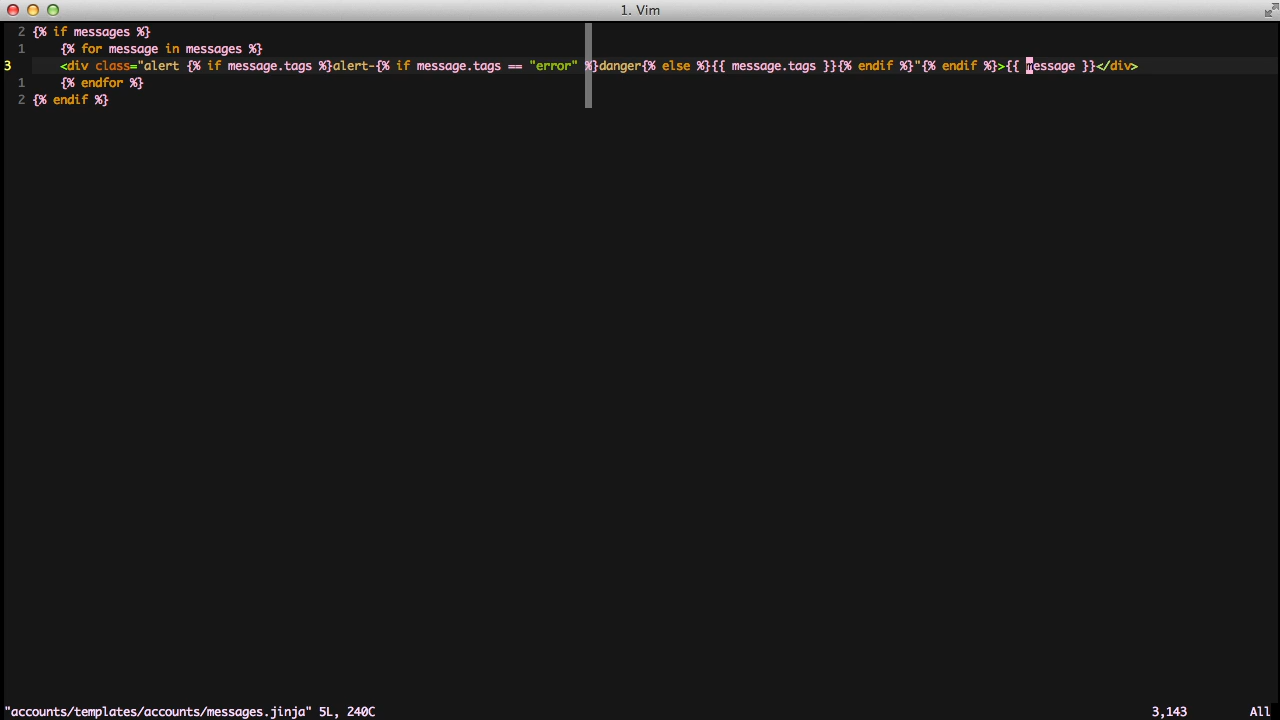 1. Vim
2 {% if messages %}
1 {% for message in messages %}
3 <div class="alert {% if message.tags %}alert-{% if message.tags == "error" %}danger{% else %}{{ message.tags }}{% endif %}"{% endif %}>{{ message }}</div>
1 {% endfor %}
2 {% endif %}
"accounts/templates/accounts/messages.jinja" 5L, 240C 3,143 All